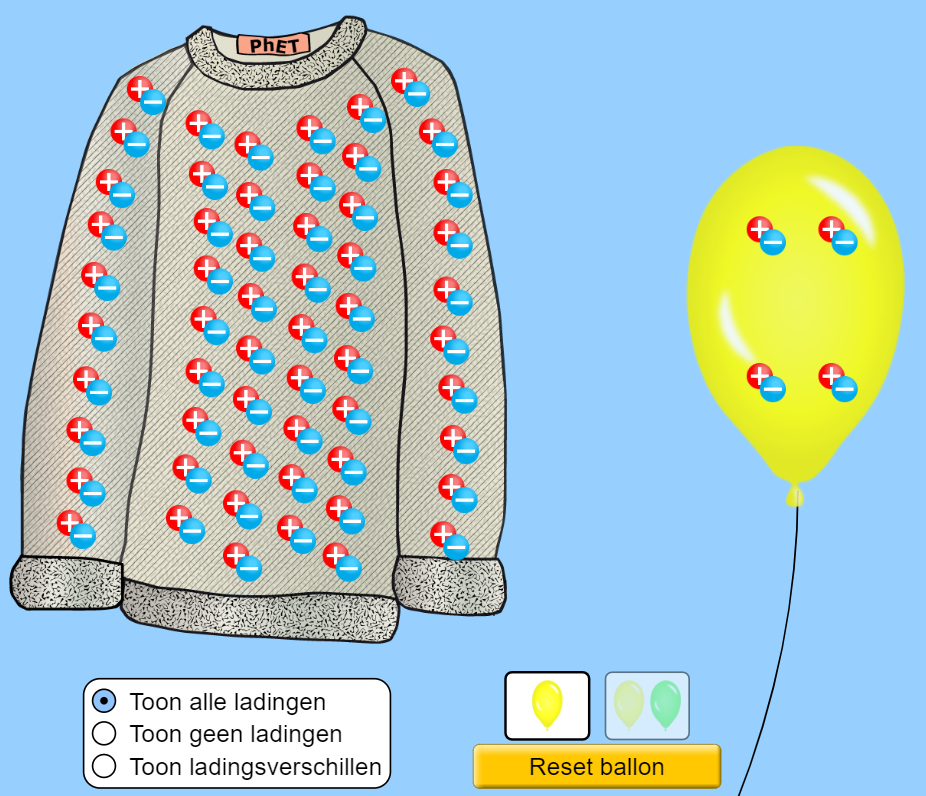 PhET
Toon alle ladingen
Toon geen ladingen
Toon ladingsverschillen
Reset ballon